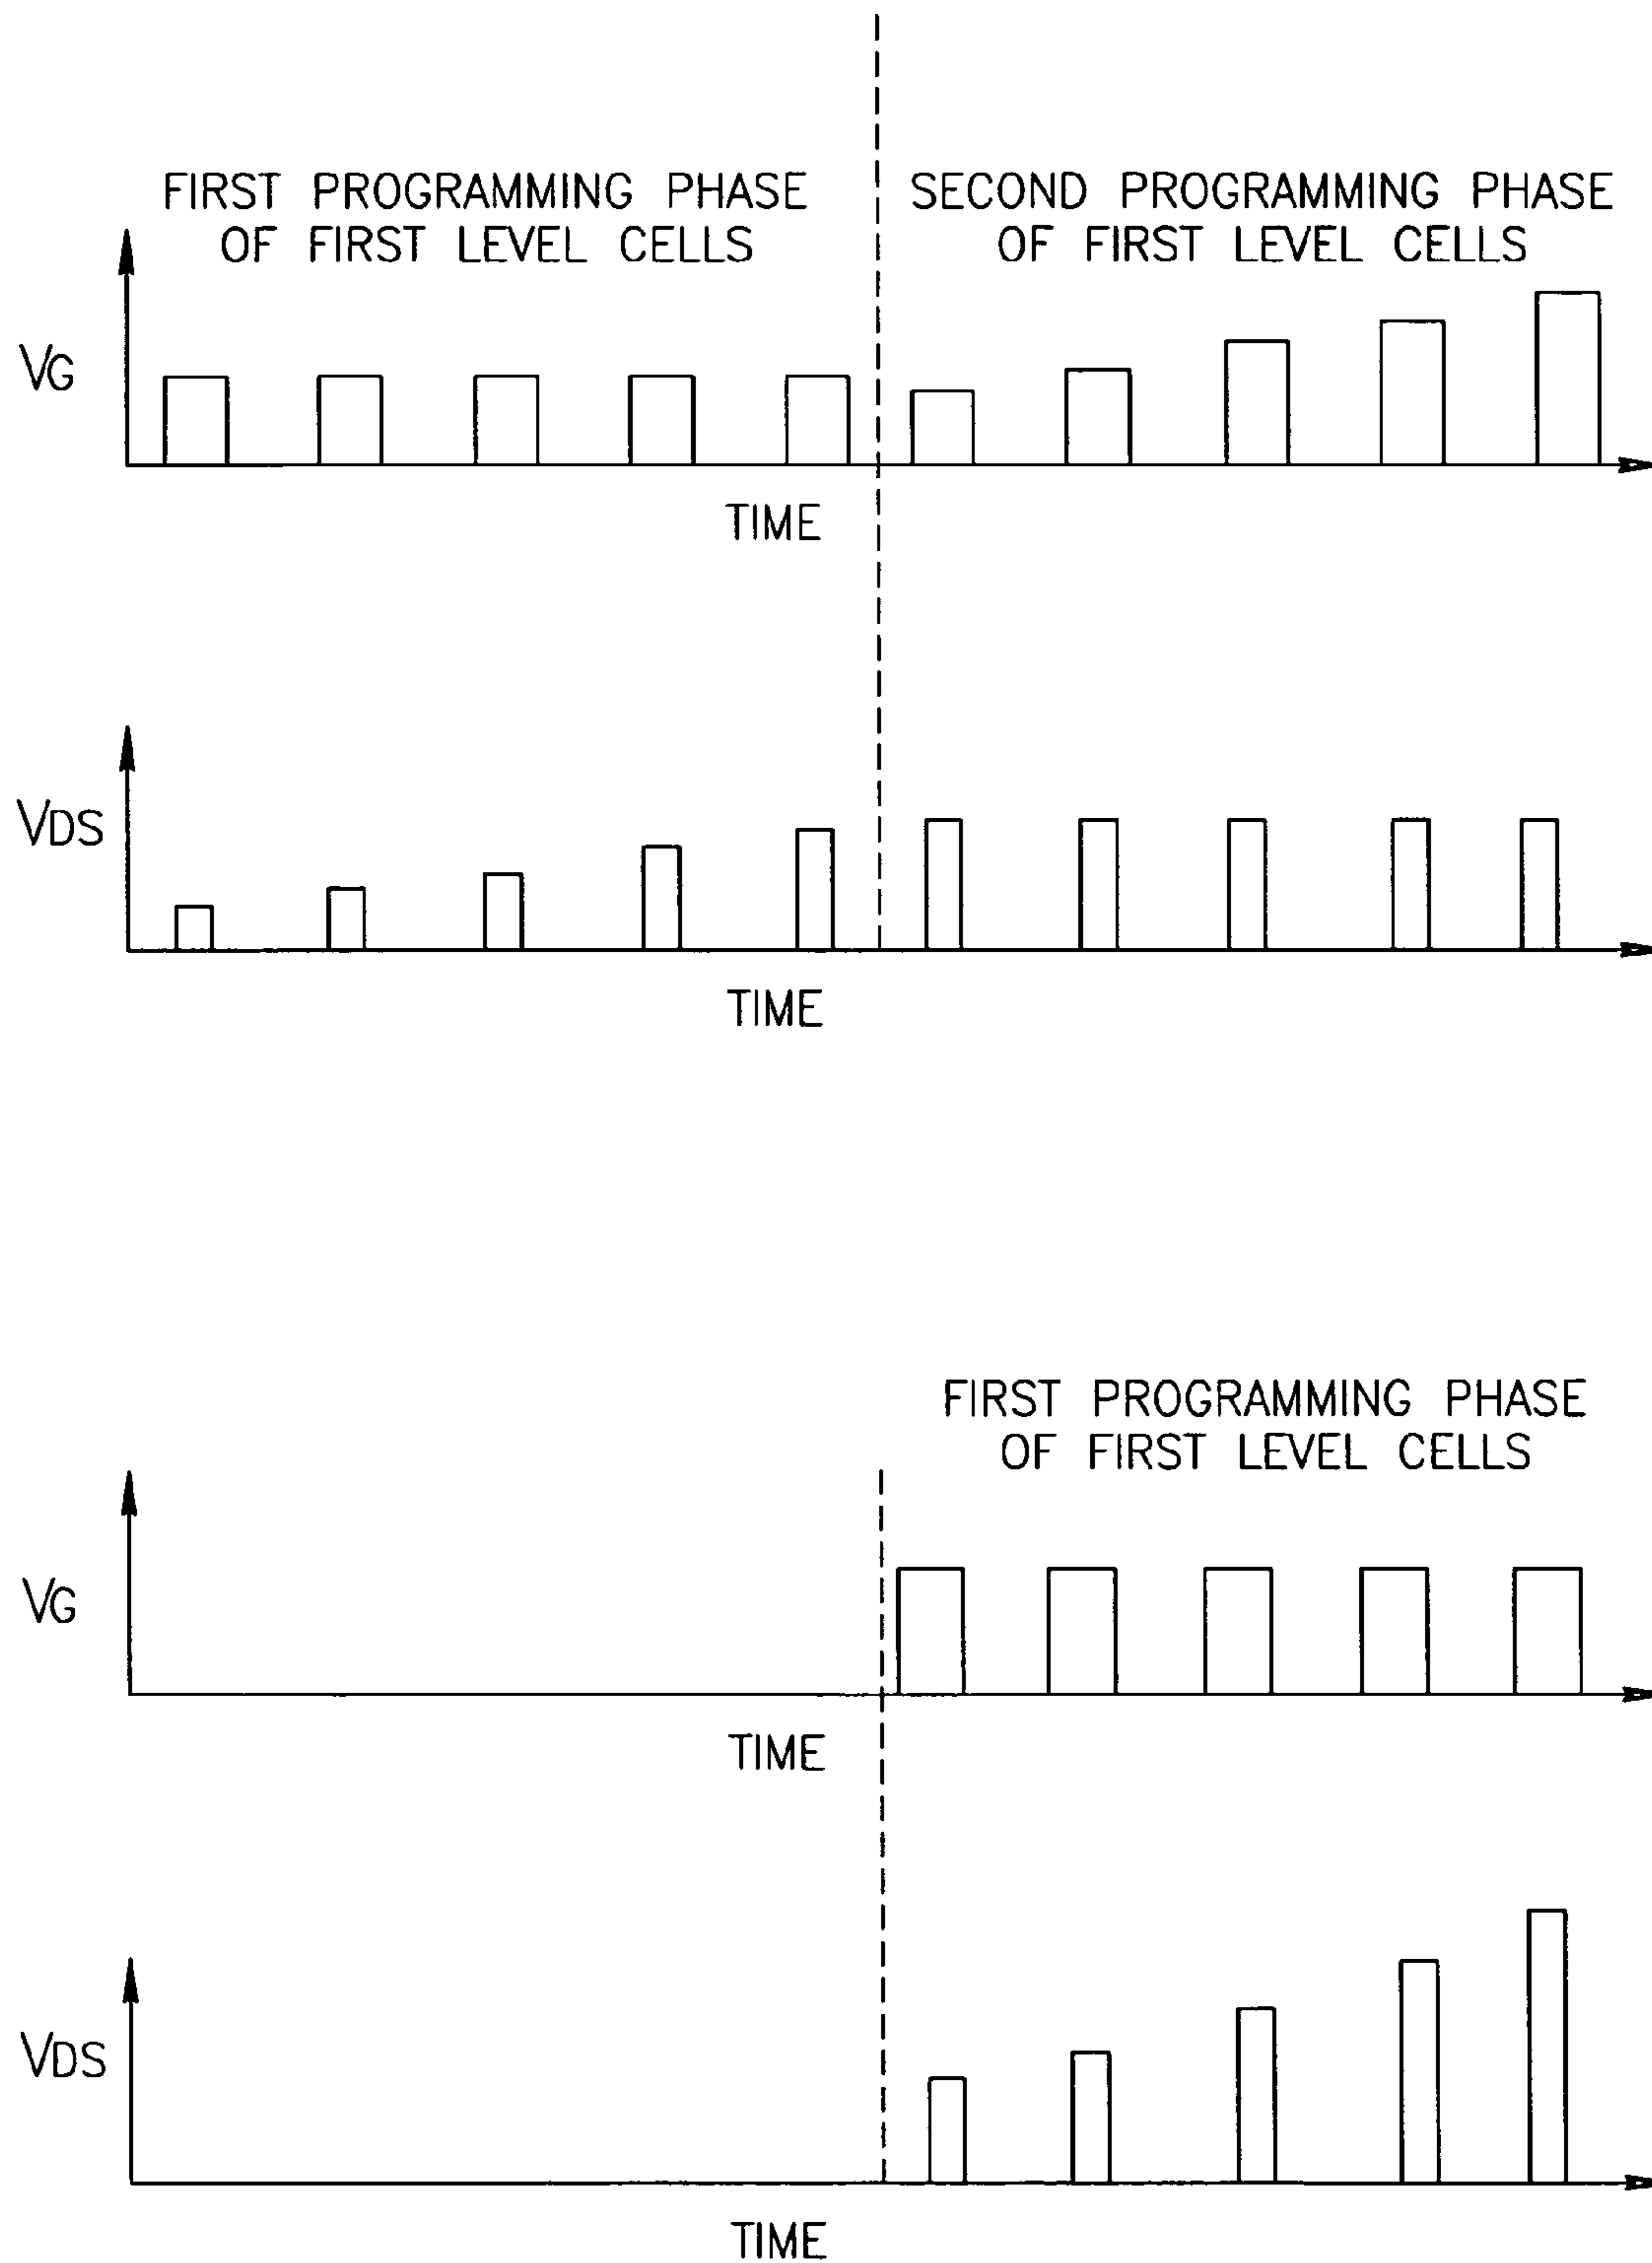 FIRST PROGRAMMING PHASE
OF FIRST LEVEL CELLS
SECOND PROGRAMMING PHASE
OF FIRST LEVEL CELLS
VG
TIME
VDS
TIME
FIRST PROGRAMMING PHASE
OF FIRST LEVEL CELLS
VG
TIME
VDS
TIME